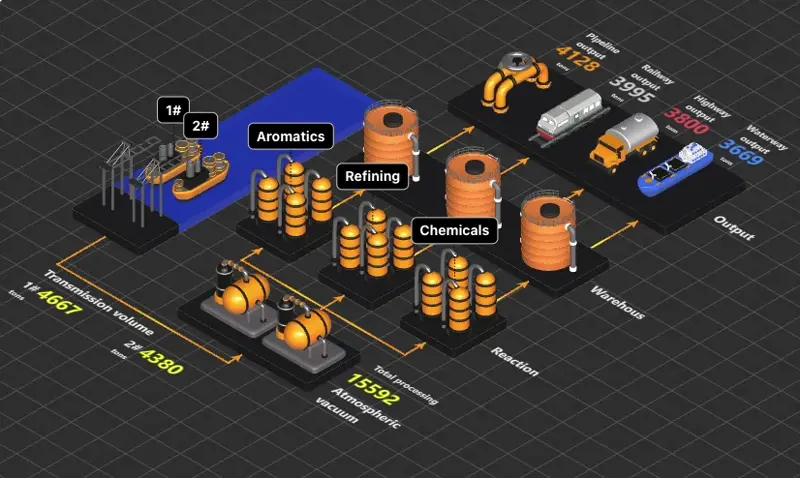 Pipeline
output
4128
tons
Railway
output
3995
tons
Highway
output
3800
tons
Waterway
output
3669
tons
1#
2#
Aromatics
Refining
Chemicals
Output
Warehous
Reaction
Transmission volume
1# 4667
tons
2# 4380
tons
Total processing
15592
Atmospheric
vacuum